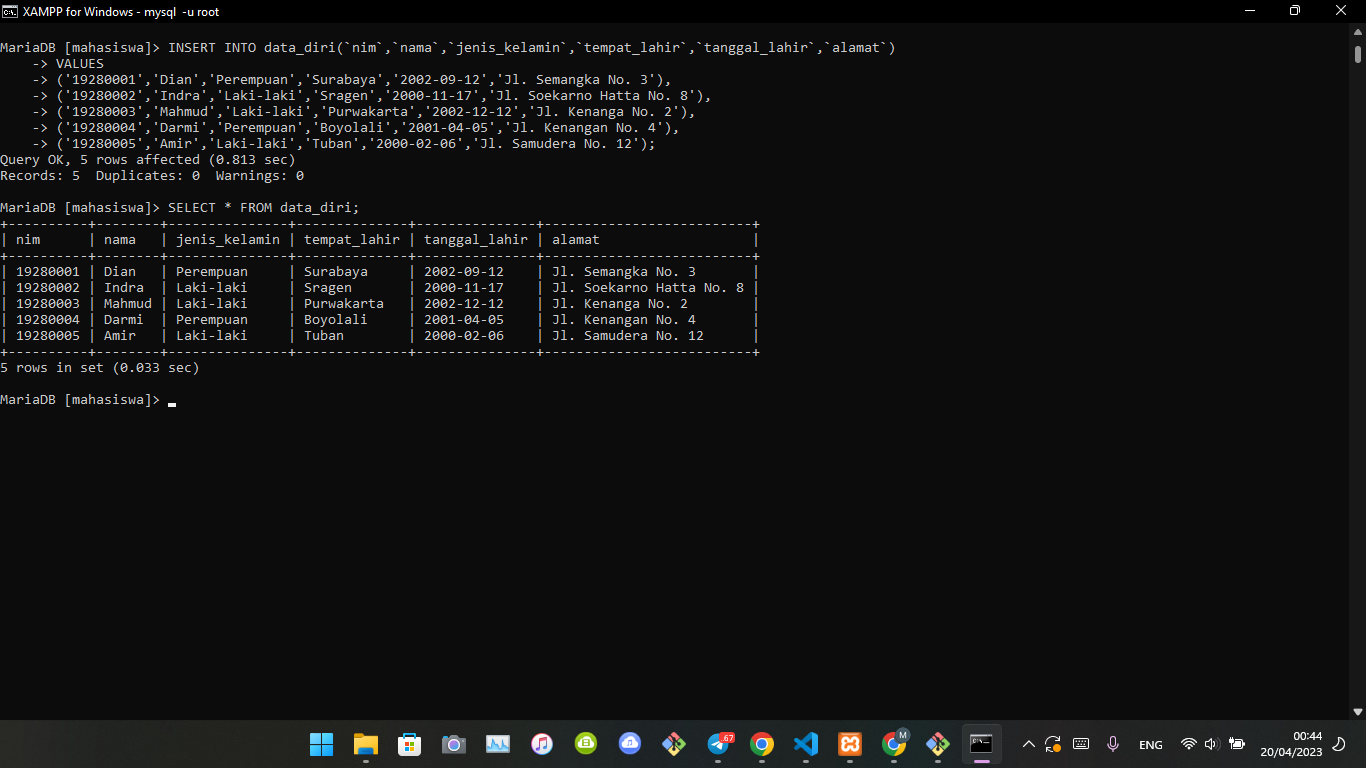 XAMPP for Windows - mysql  -u root
MariaDB [mahasiswa]> INSERT INTO data_diri(`nim`,`nama`,`jenis_kelamin`,`tempat_lahir`,`tanggal_lahir`,`alamat`)
    -> VALUES
    -> ('19280001','Dian','Perempuan','Surabaya','2002-09-12','Jl. Semangka No. 3'),
    -> ('19280002','Indra','Laki-laki','Sragen','2000-11-17','Jl. Soekarno Hatta No. 8'),
    -> ('19280003','Mahmud','Laki-laki','Purwakarta','2002-12-12','Jl. Kenanga No. 2'),
    -> ('19280004','Darmi','Perempuan','Boyolali','2001-04-05','Jl. Kenangan No. 4'),
    -> ('19280005','Amir','Laki-laki','Tuban','2000-02-06','Jl. Samudera No. 12');
Query OK, 5 rows affected (0.813 sec)
Records: 5  Duplicates: 0  Warnings: 0
MariaDB [mahasiswa]> SELECT * FROM data_diri;
+----------+--------+---------------+--------------+---------------+--------------------------+
| nim      | nama   | jenis_kelamin | tempat_lahir | tanggal_lahir | alamat                   |
+----------+--------+---------------+--------------+---------------+--------------------------+
| 19280001 | Dian   | Perempuan     | Surabaya     | 2002-09-12    | Jl. Semangka No. 3       |
| 19280002 | Indra  | Laki-laki     | Sragen       | 2000-11-17    | Jl. Soekarno Hatta No. 8 |
| 19280003 | Mahmud | Laki-laki     | Purwakarta   | 2002-12-12    | Jl. Kenanga No. 2        |
| 19280004 | Darmi  | Perempuan     | Boyolali     | 2001-04-05    | Jl. Kenangan No. 4       |
| 19280005 | Amir   | Laki-laki     | Tuban        | 2000-02-06    | Jl. Samudera No. 12      |
+----------+--------+---------------+--------------+---------------+--------------------------+
5 rows in set (0.033 sec)
MariaDB [mahasiswa]> _
67
M
ENG
00:44
20/04/2023